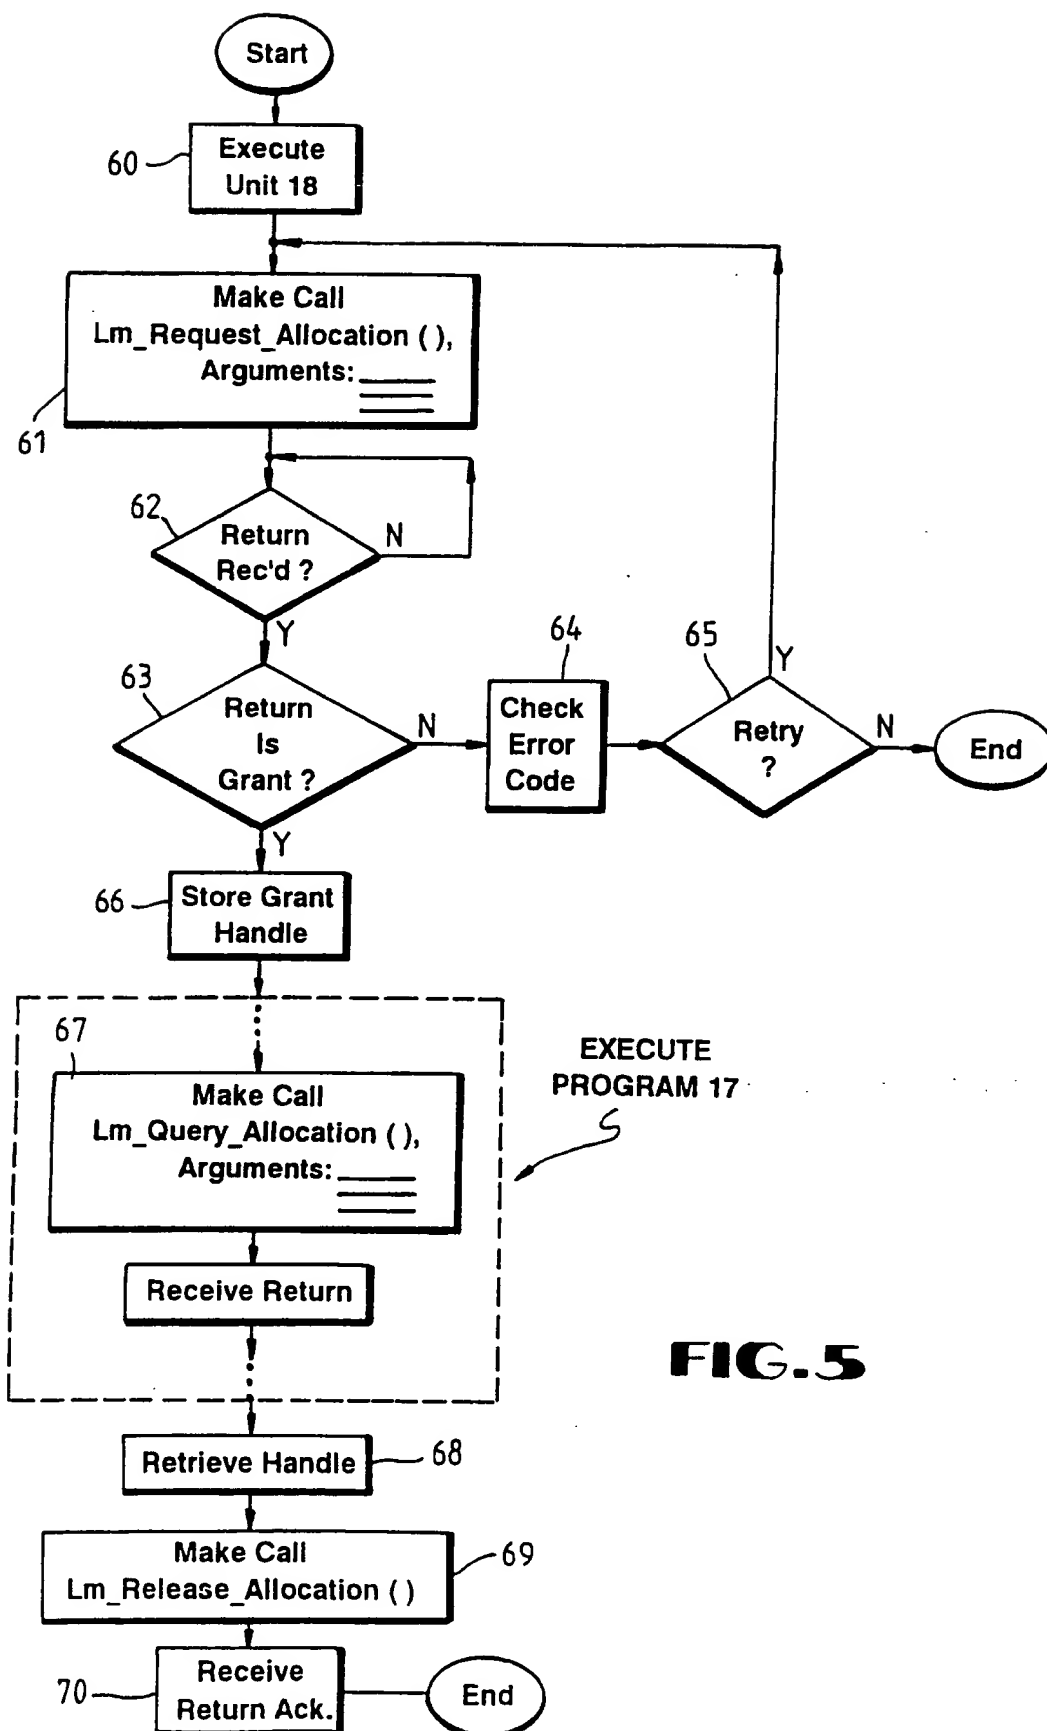 Start
60
Execute
Unit 18
Make Call
Lm_Request_Allocation ( ),
Arguments:
61
62
Return
Rec'd ?
N
Y
63
Return
Is
Grant ?
N
64
Check
Error
Code
65
Retry
?
Y
N
End
Y
66
Store Grant
Handle
67
Make Call
Lm_Query_Allocation ( ),
Arguments:
Receive Return
EXECUTE
PROGRAM 17
FIG. 5
Retrieve Handle
68
Make Call
Lm_Release_Allocation ( )
69
70
Receive
Return Ack.
End